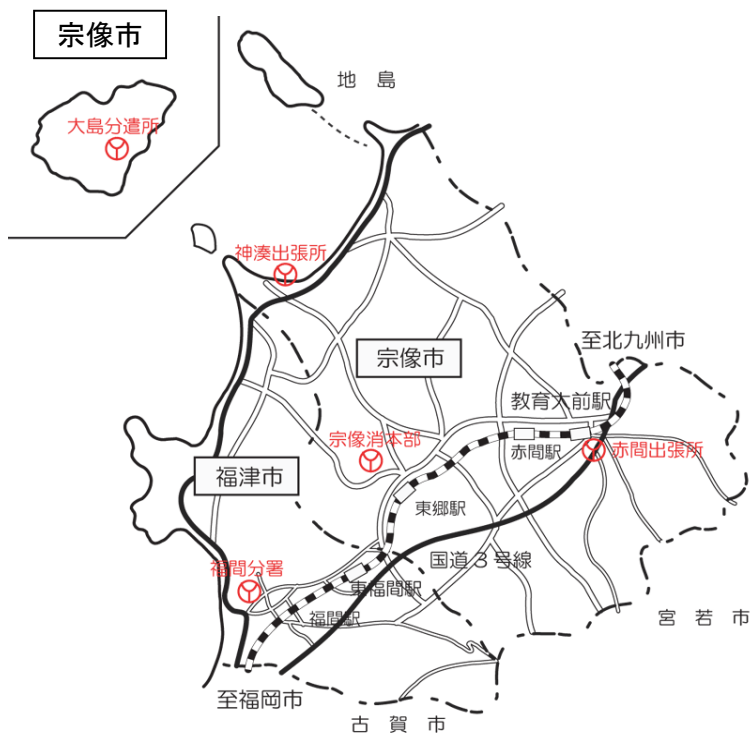 宗像市
地島
大島分遣所
神湊出張所
至北九州市
宗像市
教育大前駅
宗像消本部
赤間駅
赤間出張所
福津市
東郷駅
国道3号線
福間分署
東福間駅
福間駅
宮若市
至福岡市
古賀市